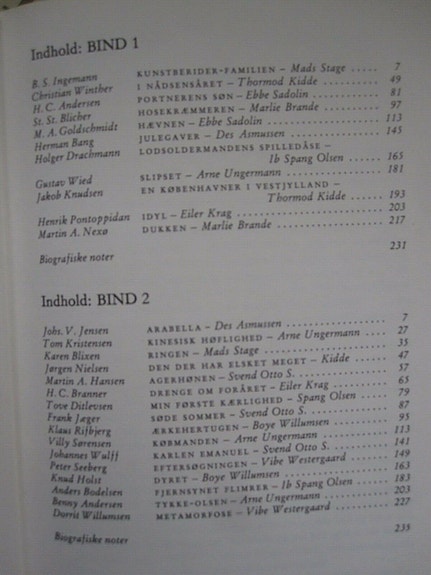 Indhold: BIND 1
B. S. Ingemann KUNSTBERIDER-FAMILIEN – Mads Stage ..... 7
Christian Winther I NÅDSENSÅRET – Thormod Kidde ........ 49
H. C. Andersen PORTNERENS SØN – Ebbe Sadolin ........ 81
St. St. Blicher HOSEKRÆMMEREN – Marlie Brande ........ 97
M. A. Goldschmidt HÆVNEN – Ebbe Sadolin ............ 113
Herman Bang JULEGAVER – Des Asmussen ............ 145
Holger Drachmann LODSOLDERMANDENS SPILLEDÅSE –
Ib Spang Olsen ...... 165
Gustav Wied SLIPSET – Arne Ungermann ............ 181
Jakob Knudsen EN KØBENHAVNER I VESTJYLLAND –
Thormod Kidde ...... 193
Henrik Pontoppidan IDYL – Eiler Krag ............ 203
Martin A. Nexø DUKKEN – Marlie Brande ............ 217
Biografiske noter 231
Indhold: BIND 2
Johs. V. Jensen ARABELLA – Des Asmussen ............ 7
Tom Kristensen KINESISK HØFLIGHED – Arne Ungermann .... 27
Karen Blixen RINGEN – Mads Stage ............ 35
Jørgen Nielsen DEN DER HAR ELSKET MEGET – Kidde ...... 47
Martin A. Hansen AGERHØNEN – Svend Otto S. ............ 57
H. C. Branner DRENGE OM FORÅRET – Eiler Krag ........ 65
Tove Ditlevsen MIN FØRSTE KÆRLIGHED – Spang Olsen .... 79
Frank Jæger SØDE SOMMER – Svend Otto S. .......... 87
Klaus Rifbjerg ÆRKEHERTUGEN – Boye Willumsen ........ 95
Villy Sørensen KØBMANDEN – Arne Ungermann .......... 113
Johannes Wulff KARLEN EMANUEL – Svend Otto S. ........ 141
Peter Seeberg EFTERSØGNINGEN – Vibe Westergaard ...... 149
Knud Holst DYRET – Boye Willumsen ............ 163
Anders Bodelsen FJERNSYNET FLIMRER – Ib Spang Olsen .... 183
Benny Andersen TYKKE-OLSEN – Arne Ungermann ........ 203
Dorrit Willumsen METAMORFOSE – Vibe Westergaard ........ 227
Biografiske noter 235